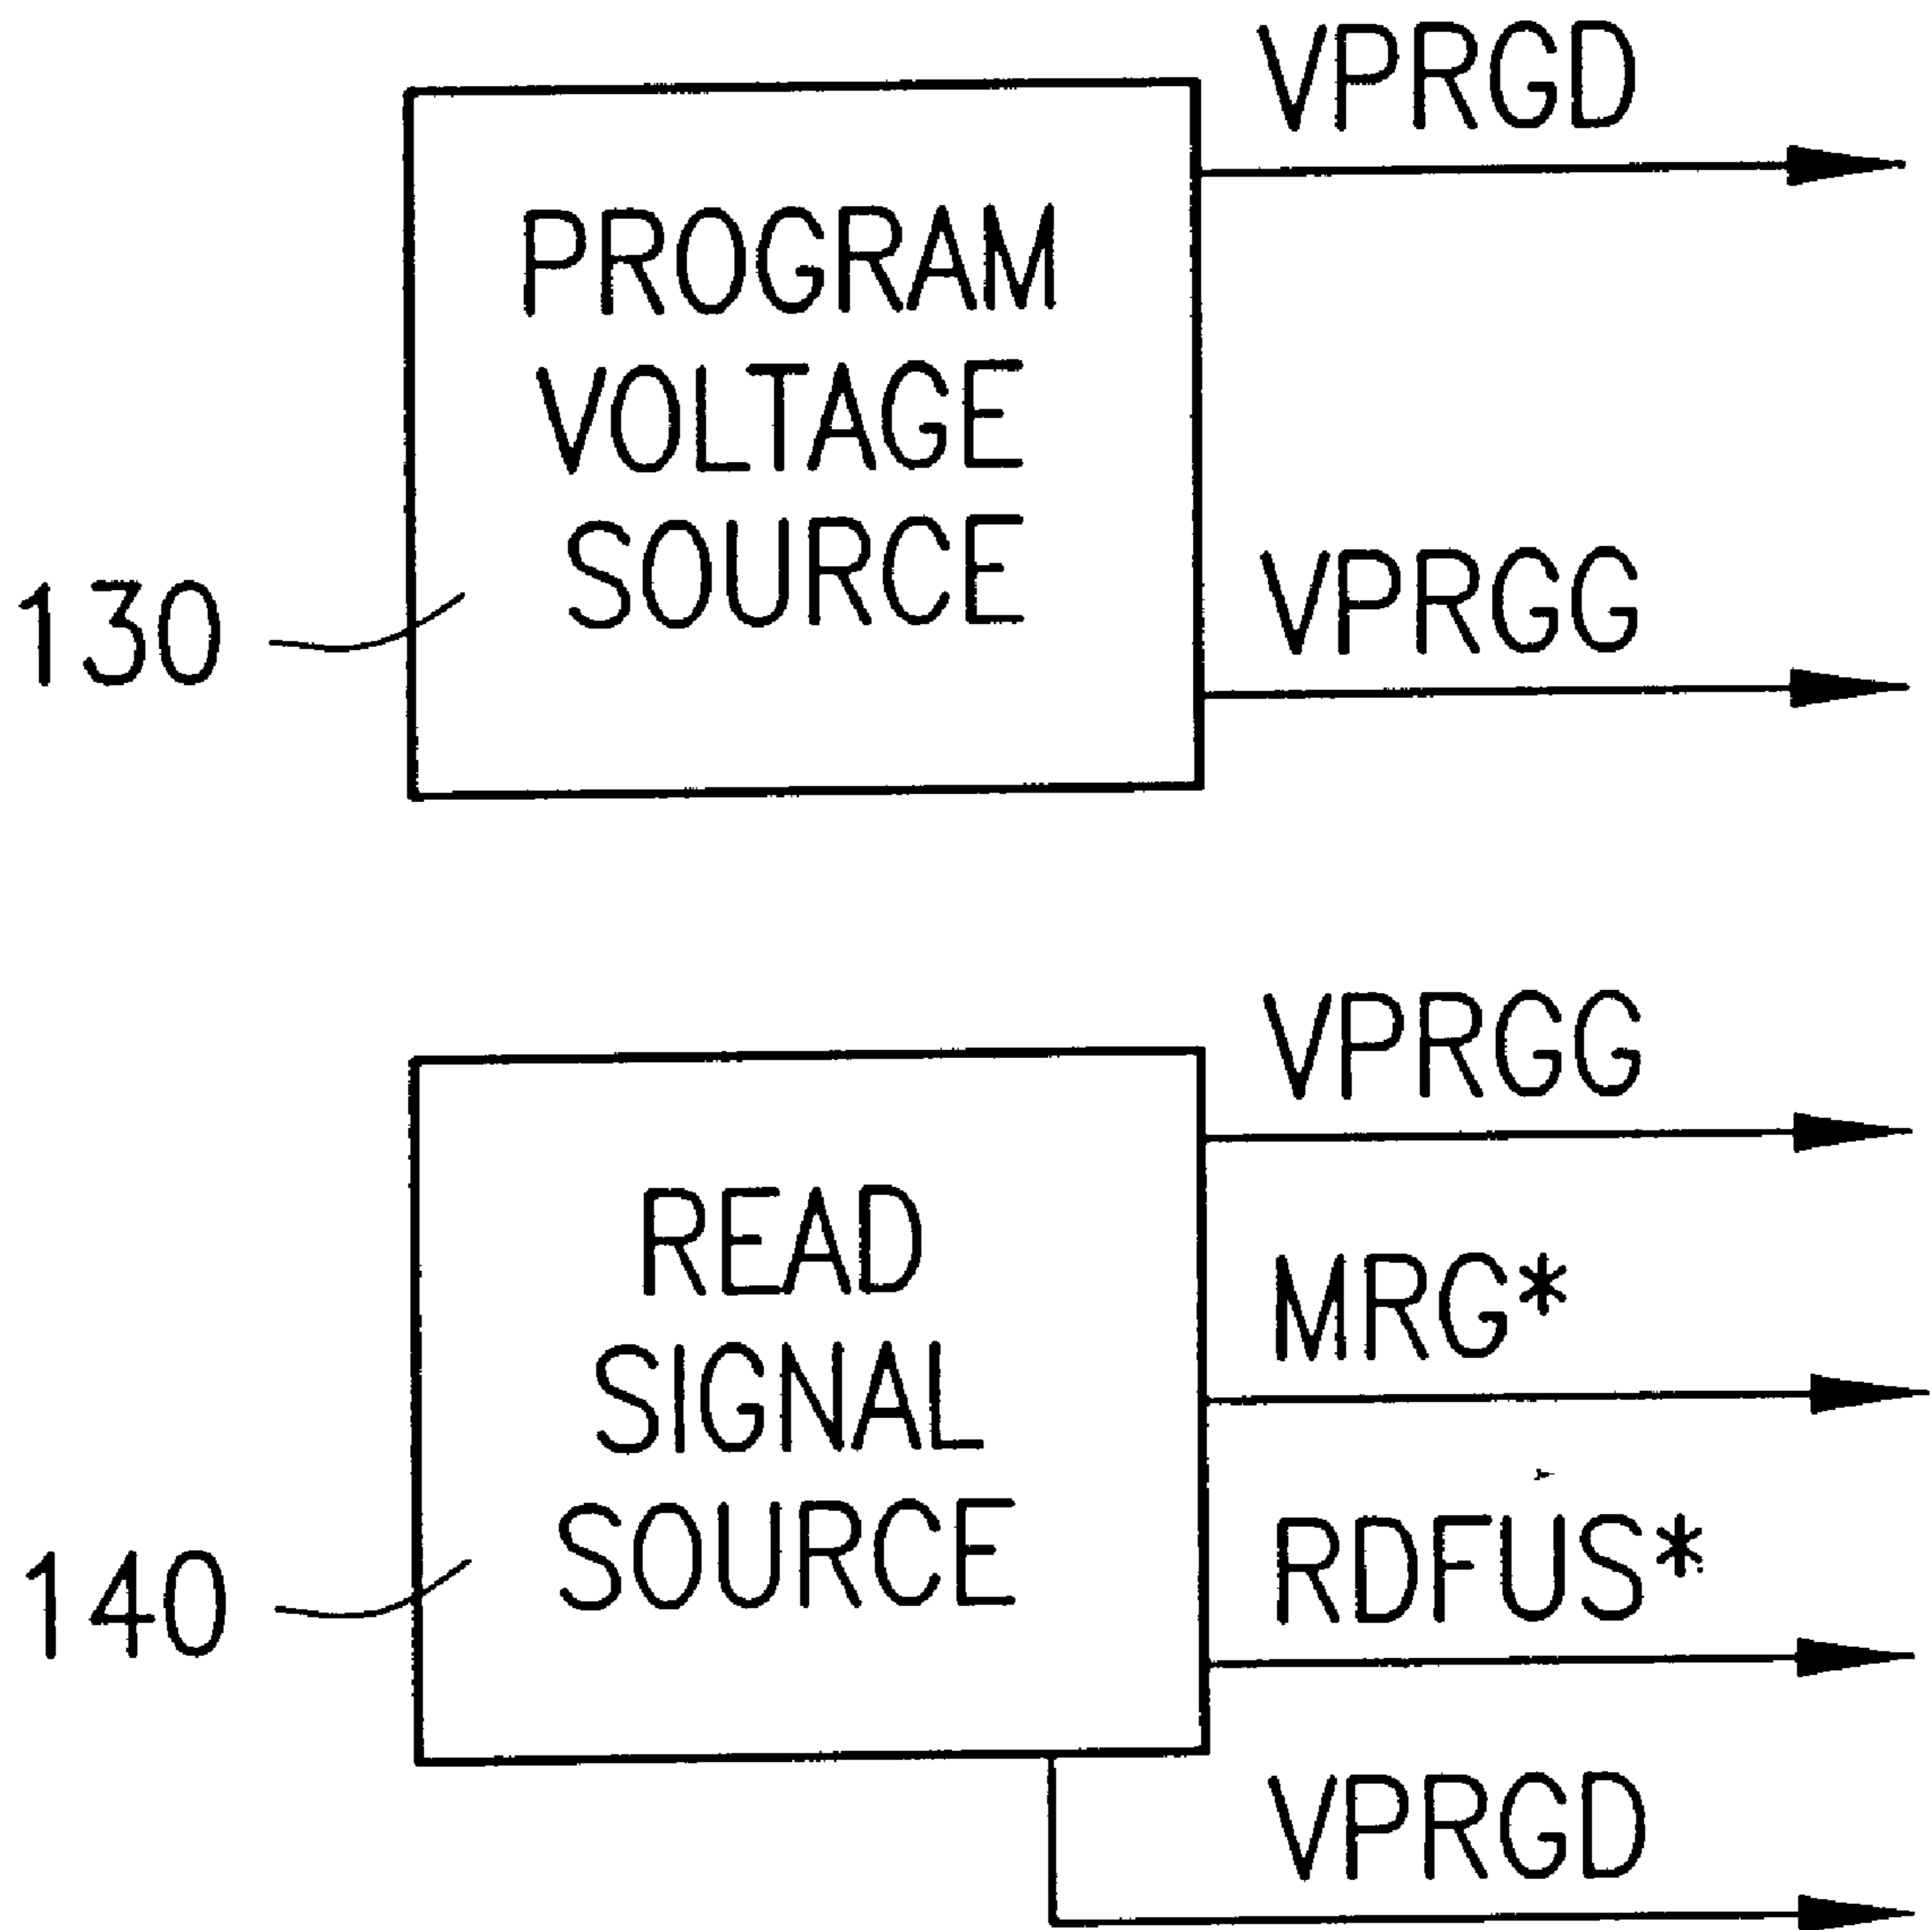 VPRGD
PROGRAM
VOLTAGE
SOURCE
130
VPRGG
VPRGG
READ
SIGNAL
SOURCE
140
MRG*
RDFUS*
VPRGD